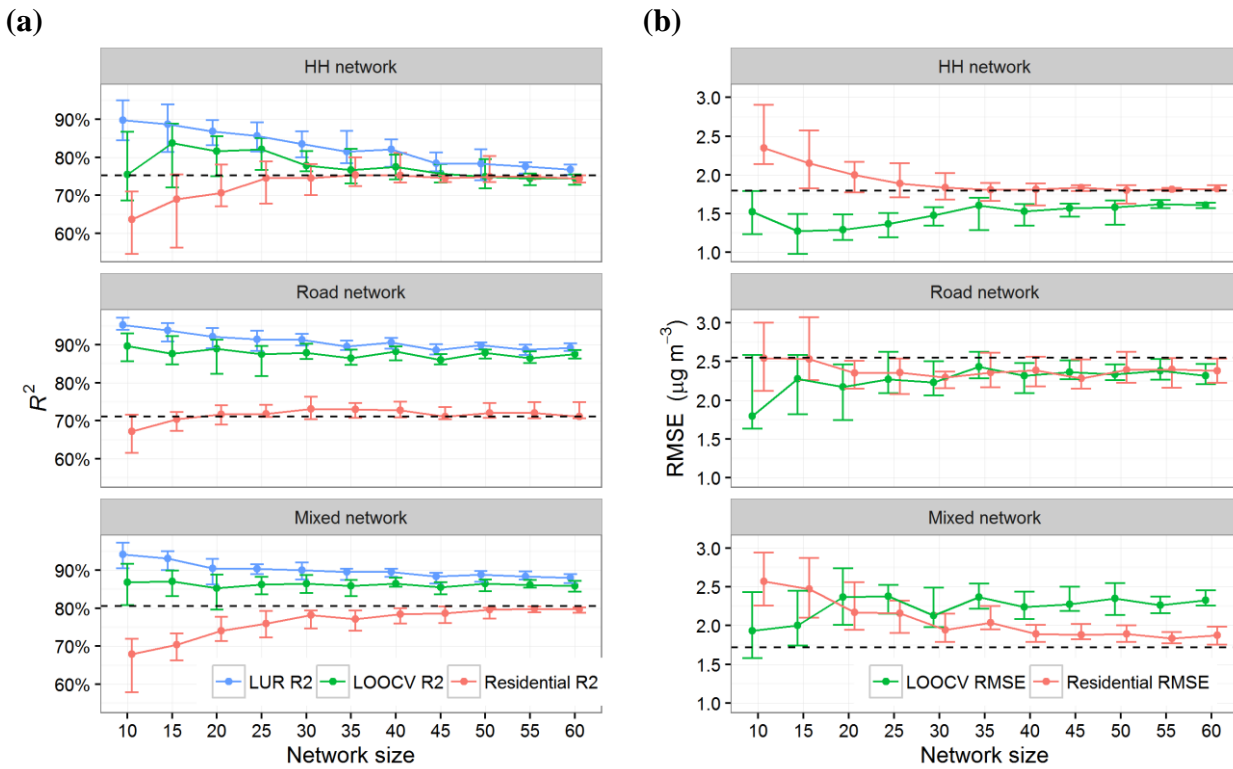 (a)
HH network
90%
80%
70%
60%
Road network
90%
80%
70%
60%
R²
Mixed network
90%
80%
70%
60%
LUR R2 LOOCV R2 Residential R2
10 15 20 25 30 35 40 45 50 55 60
Network size
(b)
HH network
3.0
2.5
2.0
1.5
1.0
Road network
3.0
2.5
2.0
1.5
1.0
RMSE (µg m⁻³)
Mixed network
3.0
2.5
2.0
1.5
1.0
LOOCV RMSE Residential RMSE
10 15 20 25 30 35 40 45 50 55 60
Network size